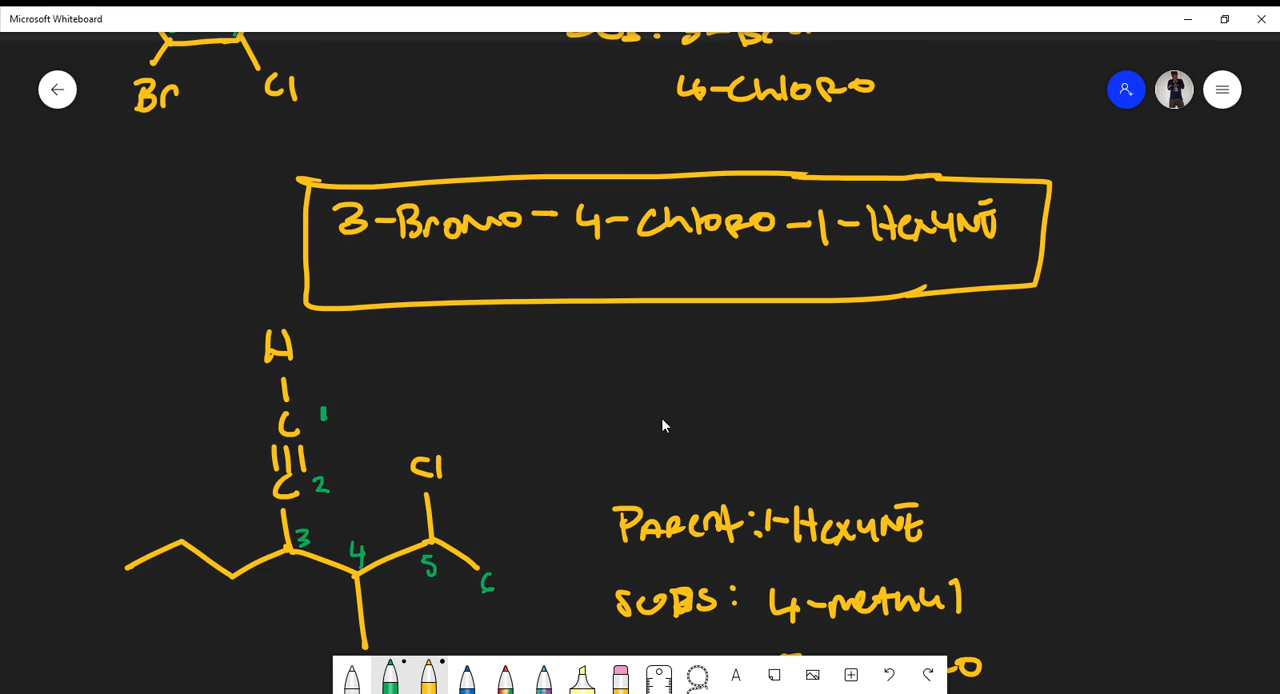 Microsoft Whiteboard
Br Cl
4-Chloro
3-Bromo-4-Chloro-1-Hexyne
H
C 1
C 2
Cl
3
4
5
6
Parent: 1-Hexyne
SUBS: 4-methyl
A